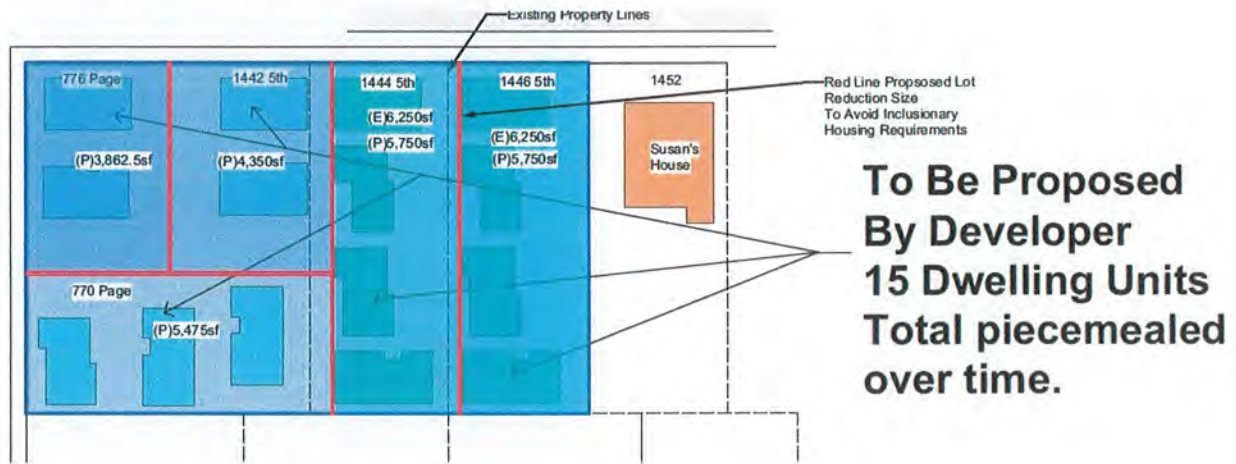 Existing Property Lines
776 Page
1442 5th
1444 5th
1446 5th
1452
(E)6,250sf
(P)5,750sf
(E)6,250sf
(P)5,750sf
(P)3,862.5sf
(P)4,350sf
Susan's
House
Red Line Propsosed Lot
Reduction Size
To Avoid Inclusionary
Housing Requirements
770 Page
(P)5,475sf
To Be Proposed
By Developer
15 Dwelling Units
Total piecemealed
over time.